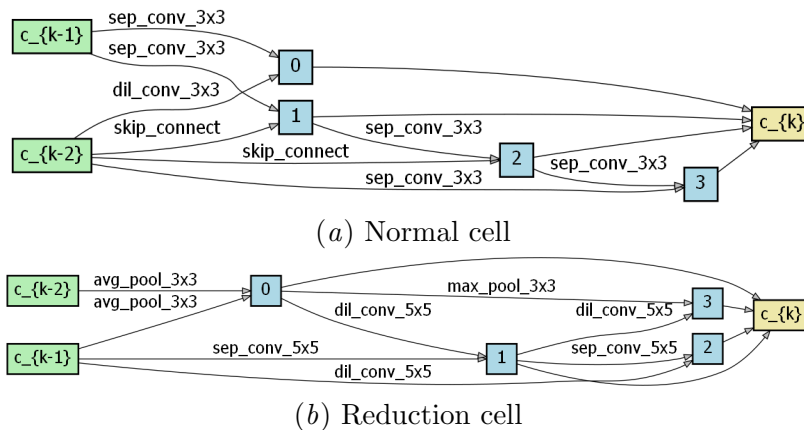 c_{k-1}
sep_conv_3x3
sep_conv_3x3
0
dil_conv_3x3
1
c_{k}
skip_connect
sep_conv_3x3
c_{k-2}
skip_connect
2
sep_conv_3x3
sep_conv_3x3
3
(a) Normal cell
c_{k-2}
avg_pool_3x3
0
avg_pool_3x3
max_pool_3x3
3
dil_conv_5x5
dil_conv_5x5
c_{k}
c_{k-1}
sep_conv_5x5
1
sep_conv_5x5
2
dil_conv_5x5
(b) Reduction cell